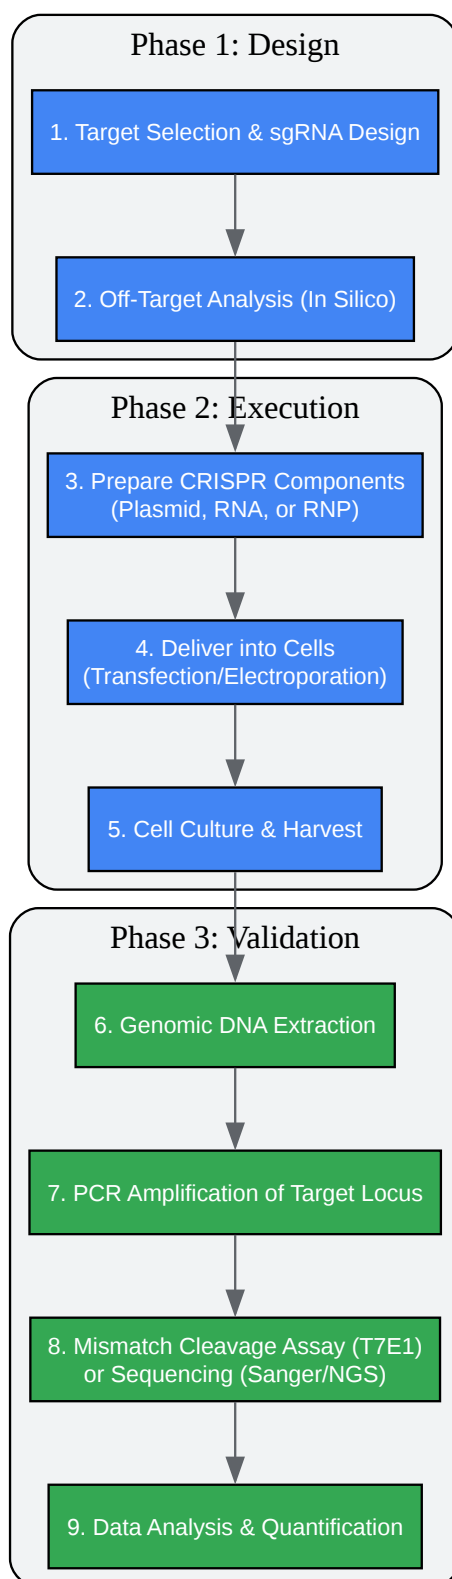 Phase 1: Design
1. Target Selection & sgRNA Design
2. Off-Target Analysis (In Silico)
Phase 2: Execution
3. Prepare CRISPR Components
(Plasmid, RNA, or RNP)
4. Deliver into Cells
(Transfection/Electroporation)
5. Cell Culture & Harvest
Phase 3: Validation
6. Genomic DNA Extraction
7. PCR Amplification of Target Locus
8. Mismatch Cleavage Assay (T7E1)
or Sequencing (Sanger/NGS)
9. Data Analysis & Quantification